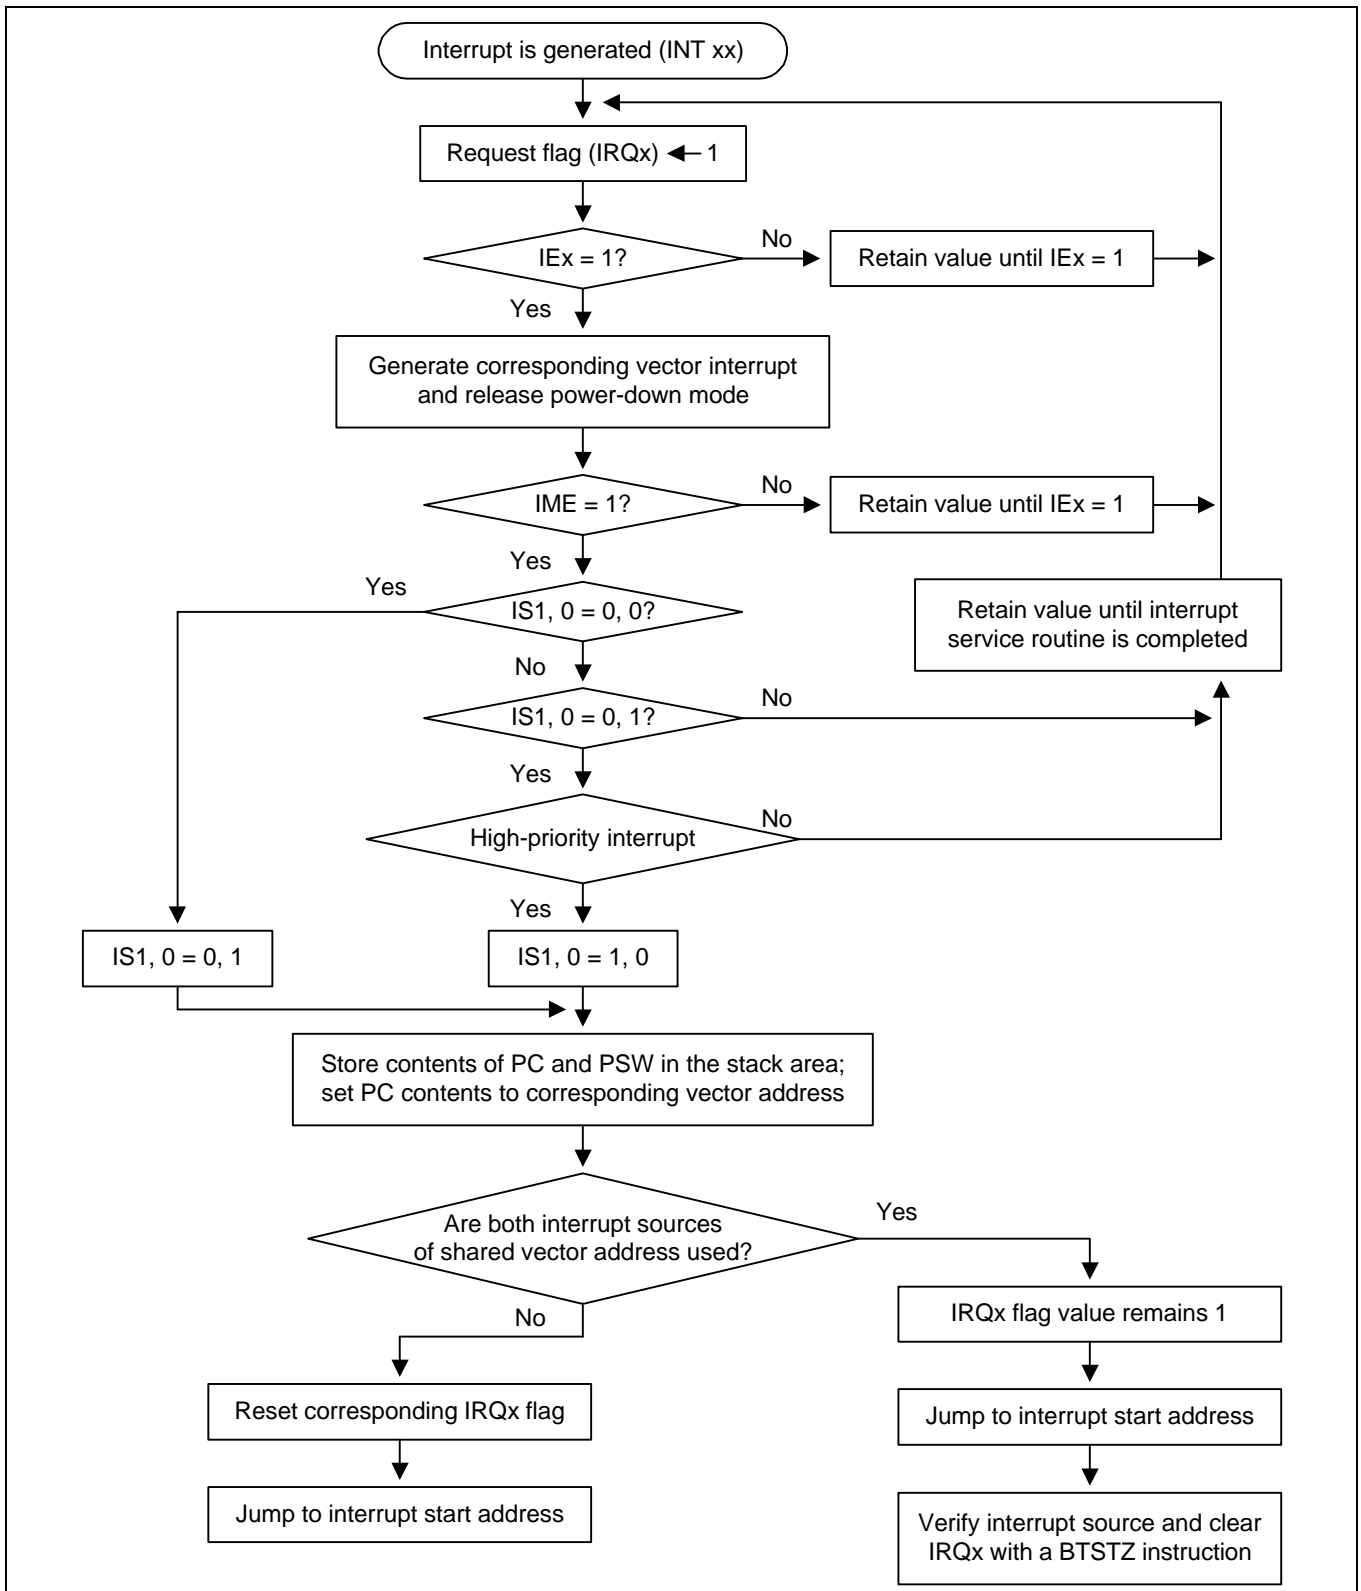 Interrupt is generated (INT xx)
Request flag (IRQx) ← 1
IEx = 1?
No
Retain value until IEx = 1
Yes
Generate corresponding vector interrupt
and release power-down mode
IME = 1?
No
Retain value until IEx = 1
Yes
Yes
IS1, 0 = 0, 0?
Retain value until interrupt
service routine is completed
No
IS1, 0 = 0, 1?
No
Yes
High-priority interrupt
No
Yes
IS1, 0 = 0, 1
IS1, 0 = 1, 0
Store contents of PC and PSW in the stack area;
set PC contents to corresponding vector address
Are both interrupt sources
of shared vector address used?
Yes
No
IRQx flag value remains 1
Reset corresponding IRQx flag
Jump to interrupt start address
Jump to interrupt start address
Verify interrupt source and clear
IRQx with a BTSTZ instruction